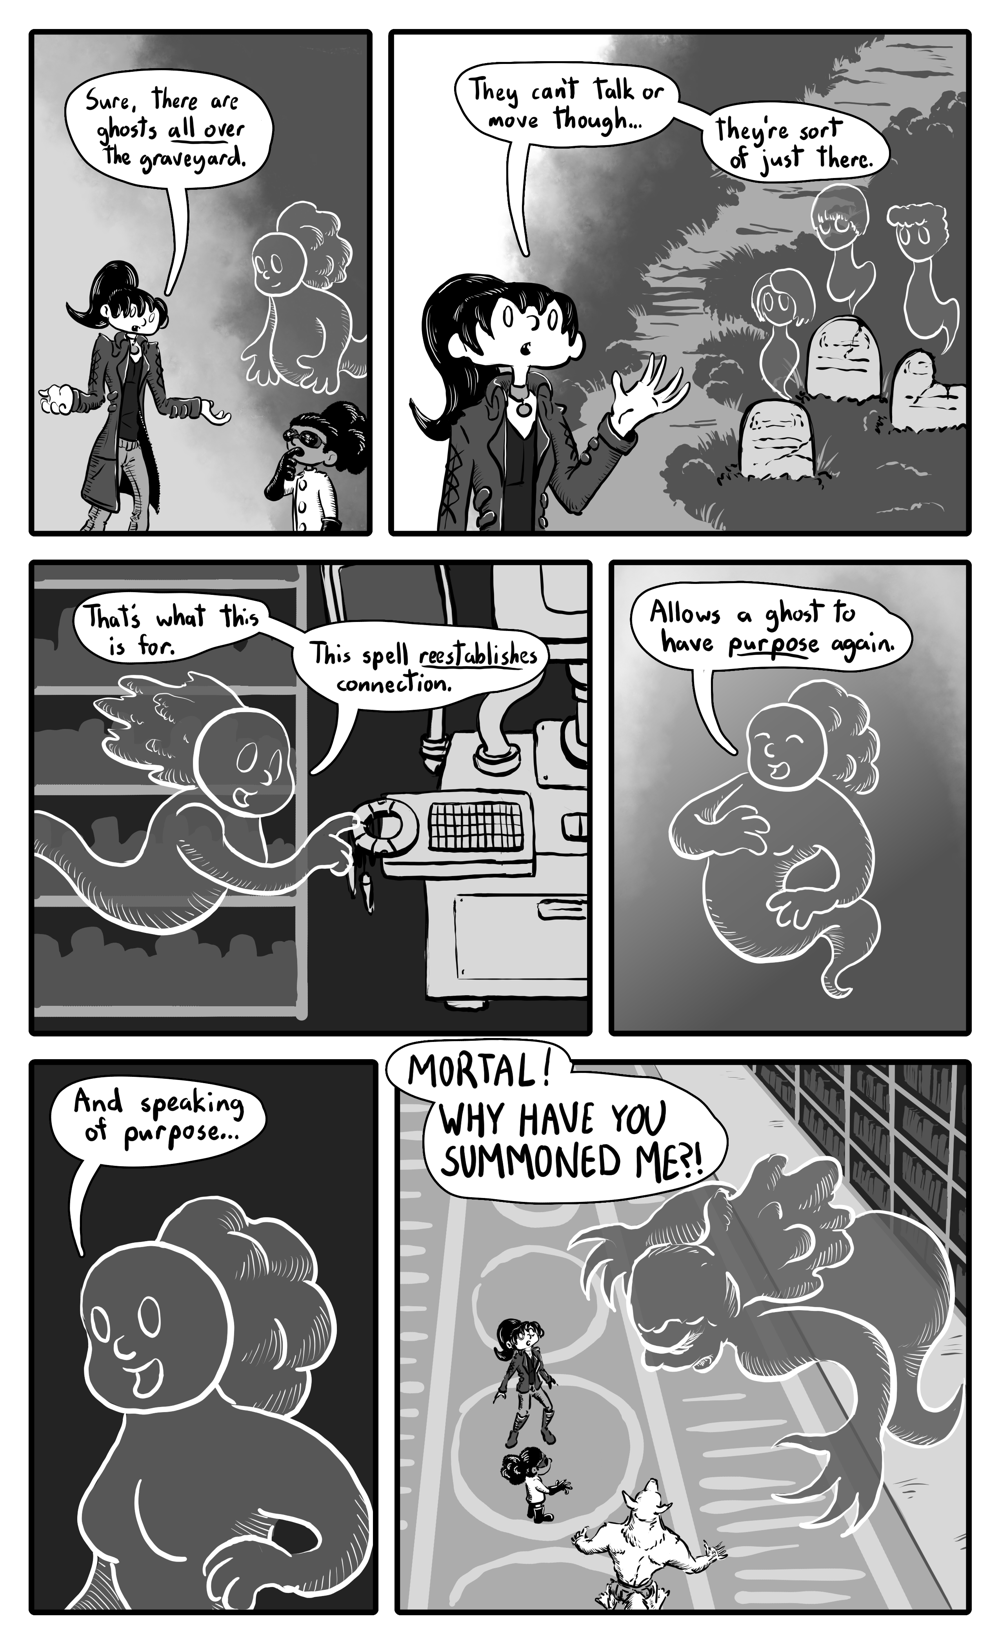 Sure, there are
ghosts all over
the graveyard.
They can't talk or
move though...
they're sort
of just there.
That's what this
is for.
This spell reestablishes
connection.
Allows a ghost to
have purpose again.
And speaking
of purpose...
MORTAL!
WHY HAVE YOU
SUMMONED ME?!